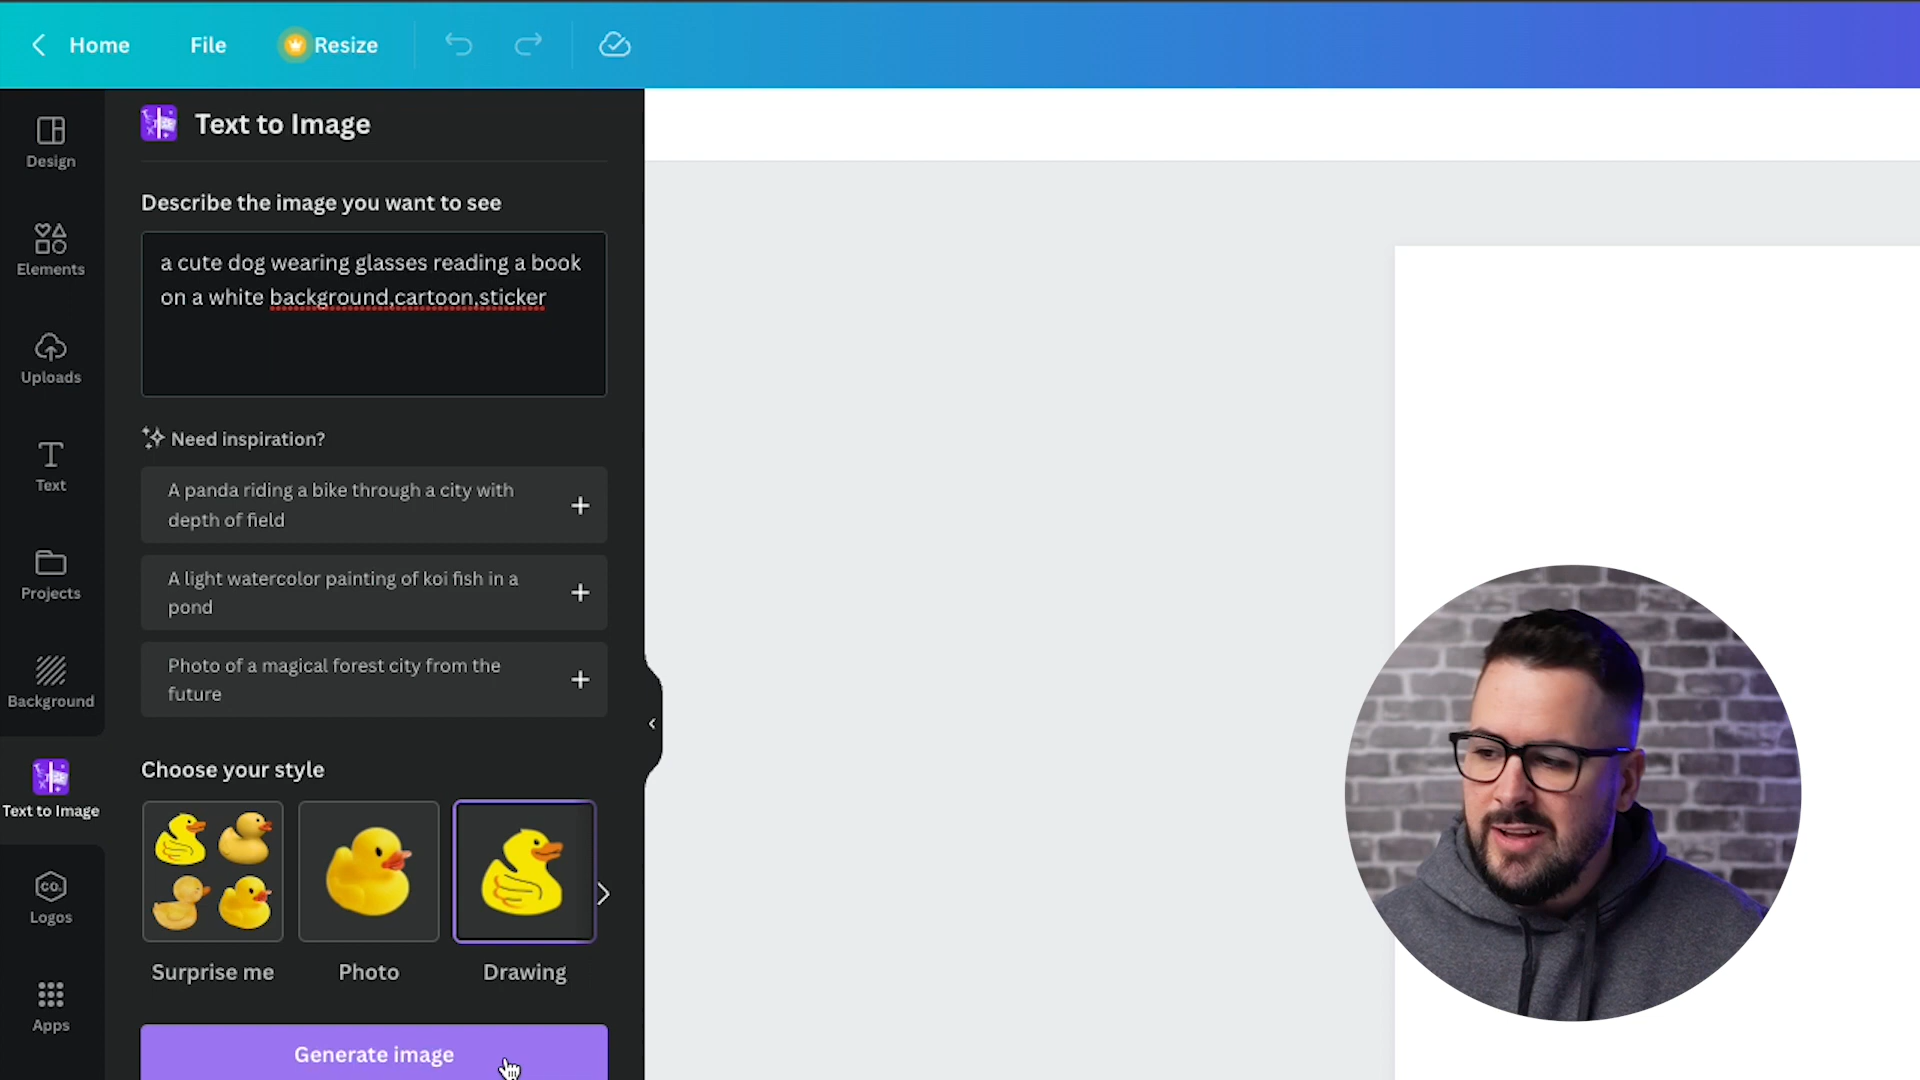 Home
File
Resize
Design
Elements
Uploads
Text
Projects
Background
Text to Image
CO.
Logos
Apps
Text to Image
Describe the image you want to see
a cute dog wearing glasses reading a book
on a white background,cartoon,sticker
Need inspiration?
A panda riding a bike through a city with
depth of field
A light watercolor painting of koi fish in a
pond
Photo of a magical forest city from the
future
Choose your style
Surprise me
Photo
Drawing
Generate image